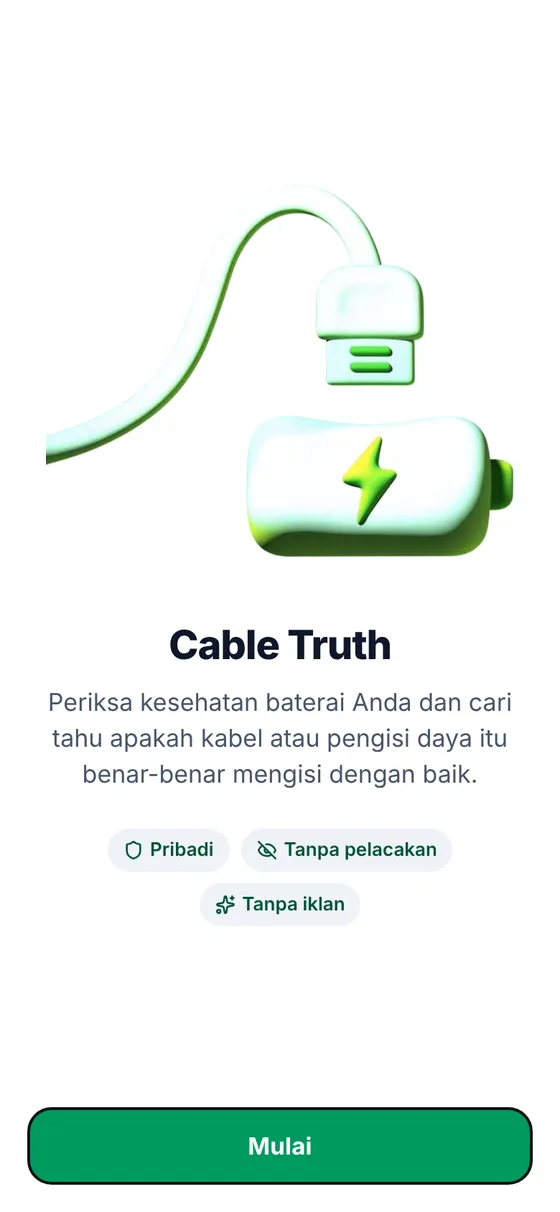 Cable Truth
Periksa kesehatan baterai Anda dan cari
tahu apakah kabel atau pengisi daya itu
benar-benar mengisi dengan baik.
Pribadi
Tanpa pelacakan
Tanpa iklan
Mulai